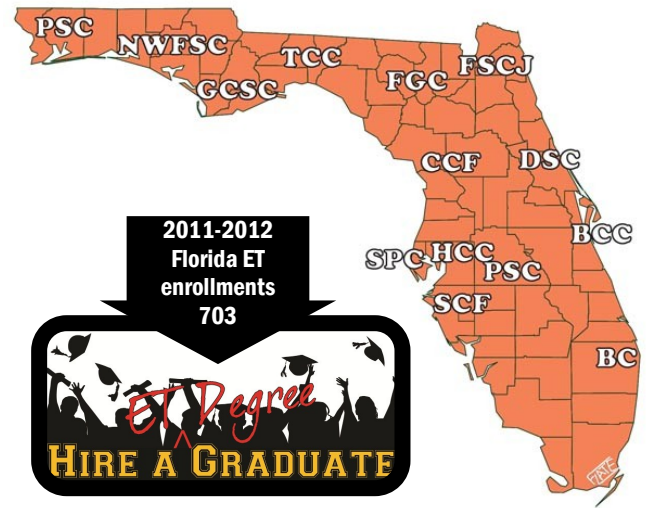 PSC
NWFSC
TCC
GCSC
FGC
FSCJ
CCF
DSC
BCC
SPC
HCC
PSC
SCF
BC
2011-2012
Florida ET
enrollments
703
ET Degree
HIRE A GRADUATE
FLATE